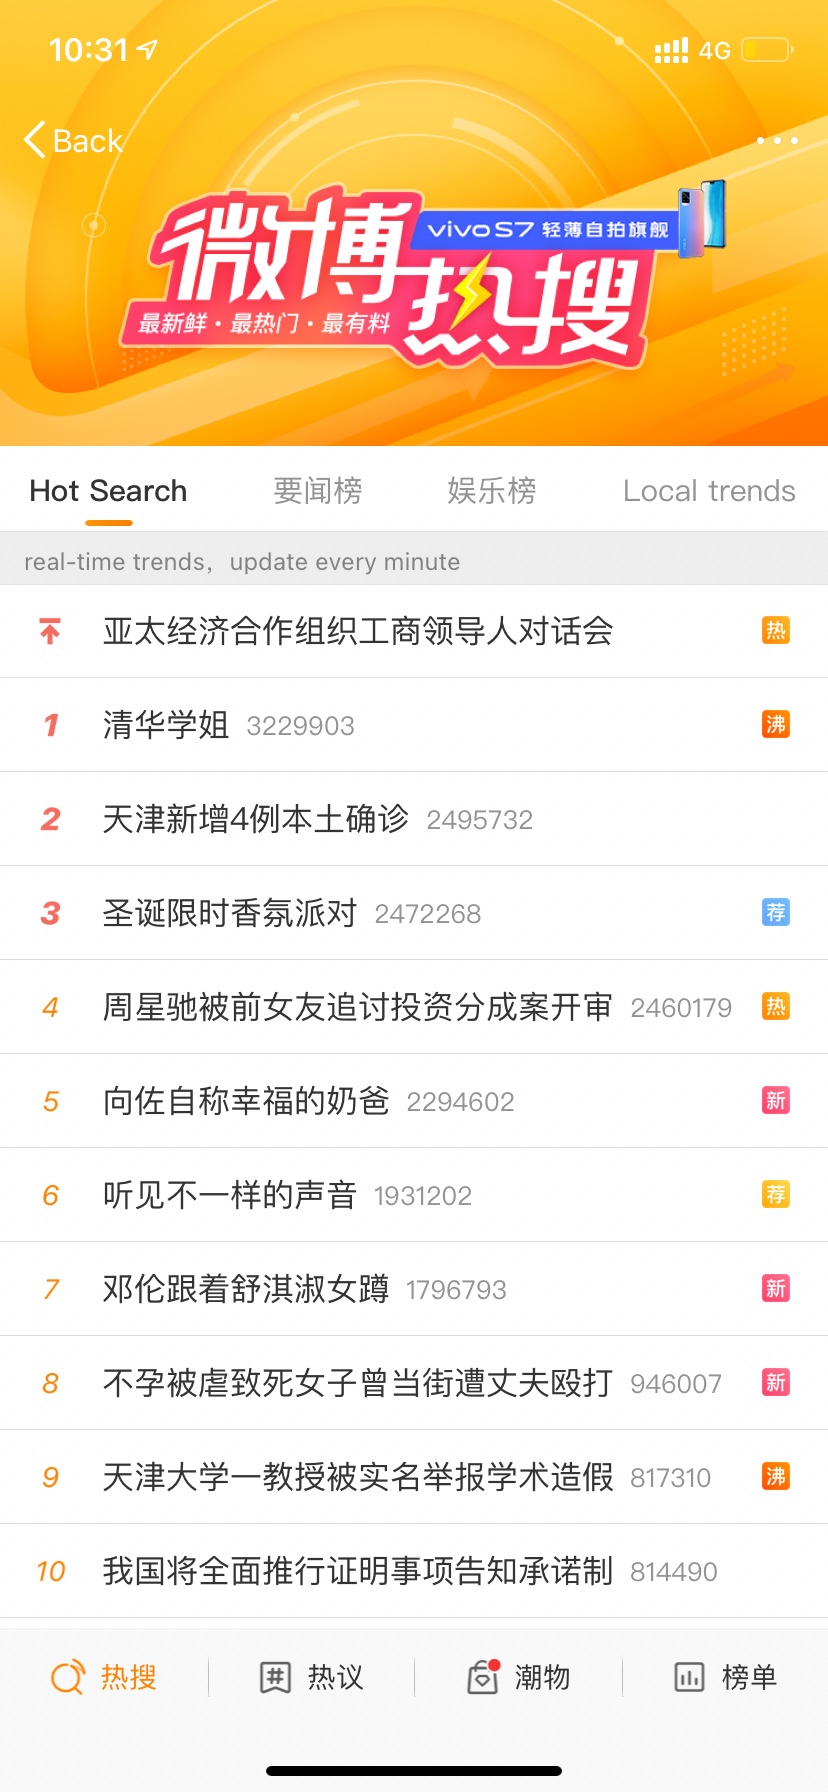 10:31
4G
Back
微博热搜
vivo S7 轻薄自拍旗舰
最新鲜·最热门·最有料
Hot Search 要闻榜 娱乐榜 Local trends
real-time trends，update every minute
亚太经济合作组织工商领导人对话会 热
1 清华学姐 3229903 沸
2 天津新增4例本土确诊 2495732
3 圣诞限时香氛派对 2472268 荐
4 周星驰被前女友追讨投资分成案开审 2460179 热
5 向佐自称幸福的奶爸 2294602 新
6 听见不一样的声音 1931202 荐
7 邓伦跟着舒淇淑女蹲 1796793 新
8 不孕被虐致死女子曾当街遭丈夫殴打 946007 新
9 天津大学一教授被实名举报学术造假 817310 沸
10 我国将全面推行证明事项告知承诺制 814490
热搜 热议 潮物 榜单